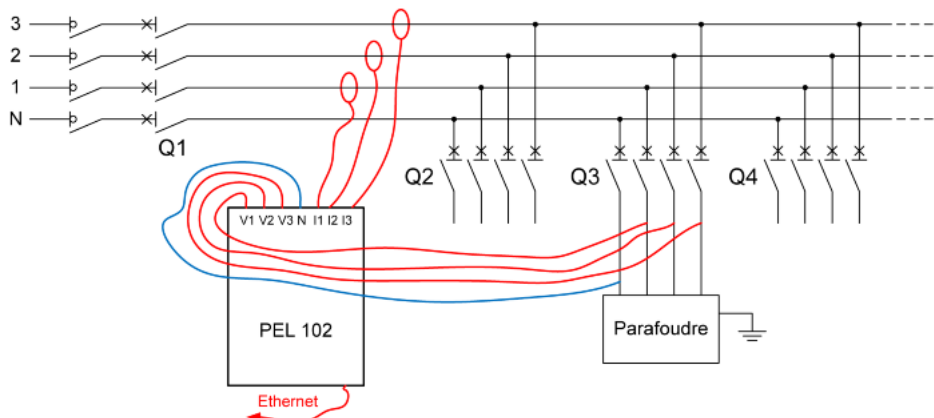 3
2
1
N
Q1
Q2
Q3
Q4
V1 V2 V3 N I1 I2 I3
PEL 102
Parafoudre
Ethernet